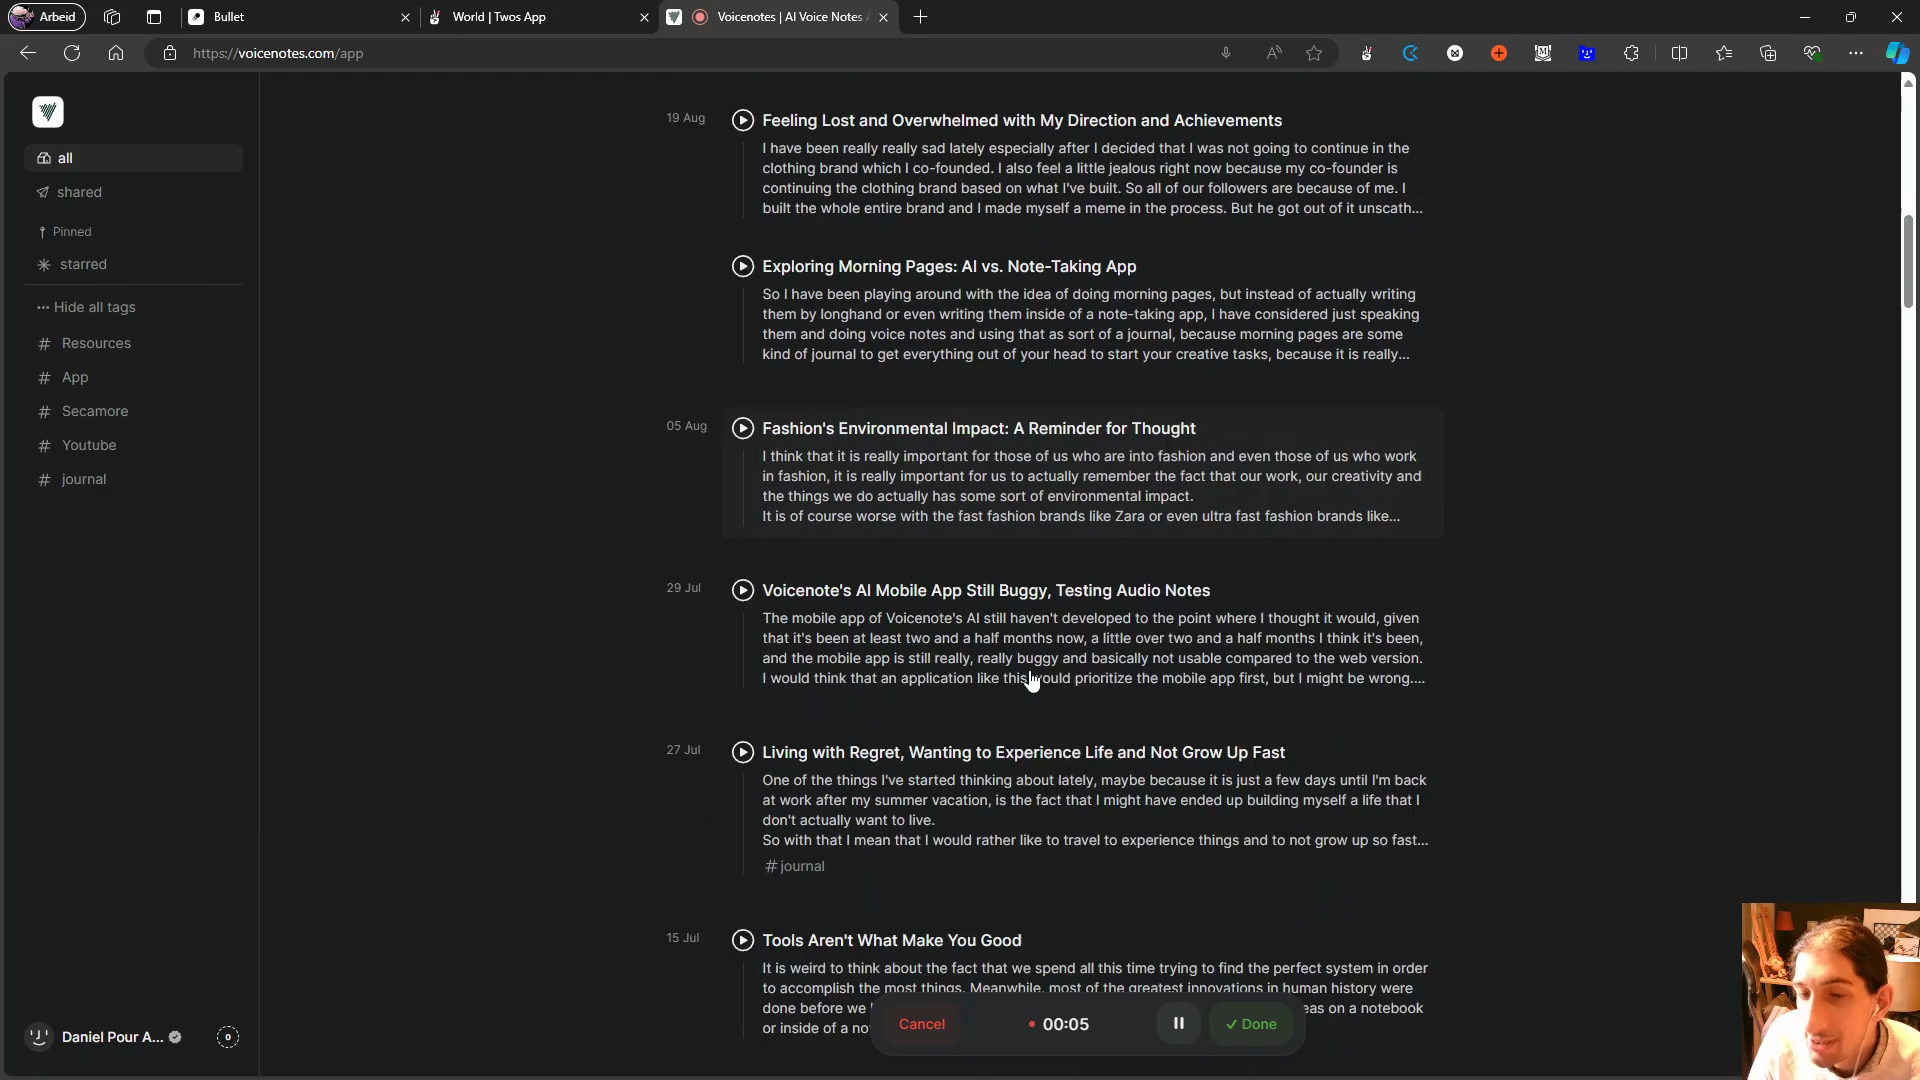 Arbeid
Bullet
World | Twos App
Voicenotes | AI Voice Notes
https://voicenotes.com/app
all
shared
Pinned
starred
Hide all tags
# Resources
# App
# Secamore
# Youtube
# journal
Daniel Pour A...
0
19 Aug
Feeling Lost and Overwhelmed with My Direction and Achievements
I have been really really sad lately especially after I decided that I was not going to continue in the
clothing brand which I co-founded. I also feel a little jealous right now because my co-founder is
continuing the clothing brand based on what I've built. So all of our followers are because of me. I
built the whole entire brand and I made myself a meme in the process. But he got out of it unscath...
Exploring Morning Pages: AI vs. Note-Taking App
So I have been playing around with the idea of doing morning pages, but instead of actually writing
them by longhand or even writing them inside of a note-taking app, I have considered just speaking
them and doing voice notes and using that as sort of a journal, because morning pages are some
kind of journal to get everything out of your head to start your creative tasks, because it is really...
05 Aug
Fashion's Environmental Impact: A Reminder for Thought
I think that it is really important for those of us who are into fashion and even those of us who work
in fashion, it is really important for us to actually remember the fact that our work, our creativity and
the things we do actually has some sort of environmental impact.
It is of course worse with the fast fashion brands like Zara or even ultra fast fashion brands like...
29 Jul
Voicenote's AI Mobile App Still Buggy, Testing Audio Notes
The mobile app of Voicenote's AI still haven't developed to the point where I thought it would, given
that it's been at least two and a half months now, a little over two and a half months I think it's been,
and the mobile app is still really, really buggy and basically not usable compared to the web version.
I would think that an application like this would prioritize the mobile app first, but I might be wrong....
27 Jul
Living with Regret, Wanting to Experience Life and Not Grow Up Fast
One of the things I've started thinking about lately, maybe because it is just a few days until I'm back
at work after my summer vacation, is the fact that I might have ended up building myself a life that I
don't actually want to live.
So with that I mean that I would rather like to travel to experience things and to not grow up so fast...
#journal
15 Jul
Tools Aren't What Make You Good
It is weird to think about the fact that we spend all this time trying to find the perfect system in order
to accomplish the most things. Meanwhile, most of the greatest innovations in human history were
done before we eas on a notebook
or inside of a no
Cancel
00:05
Done